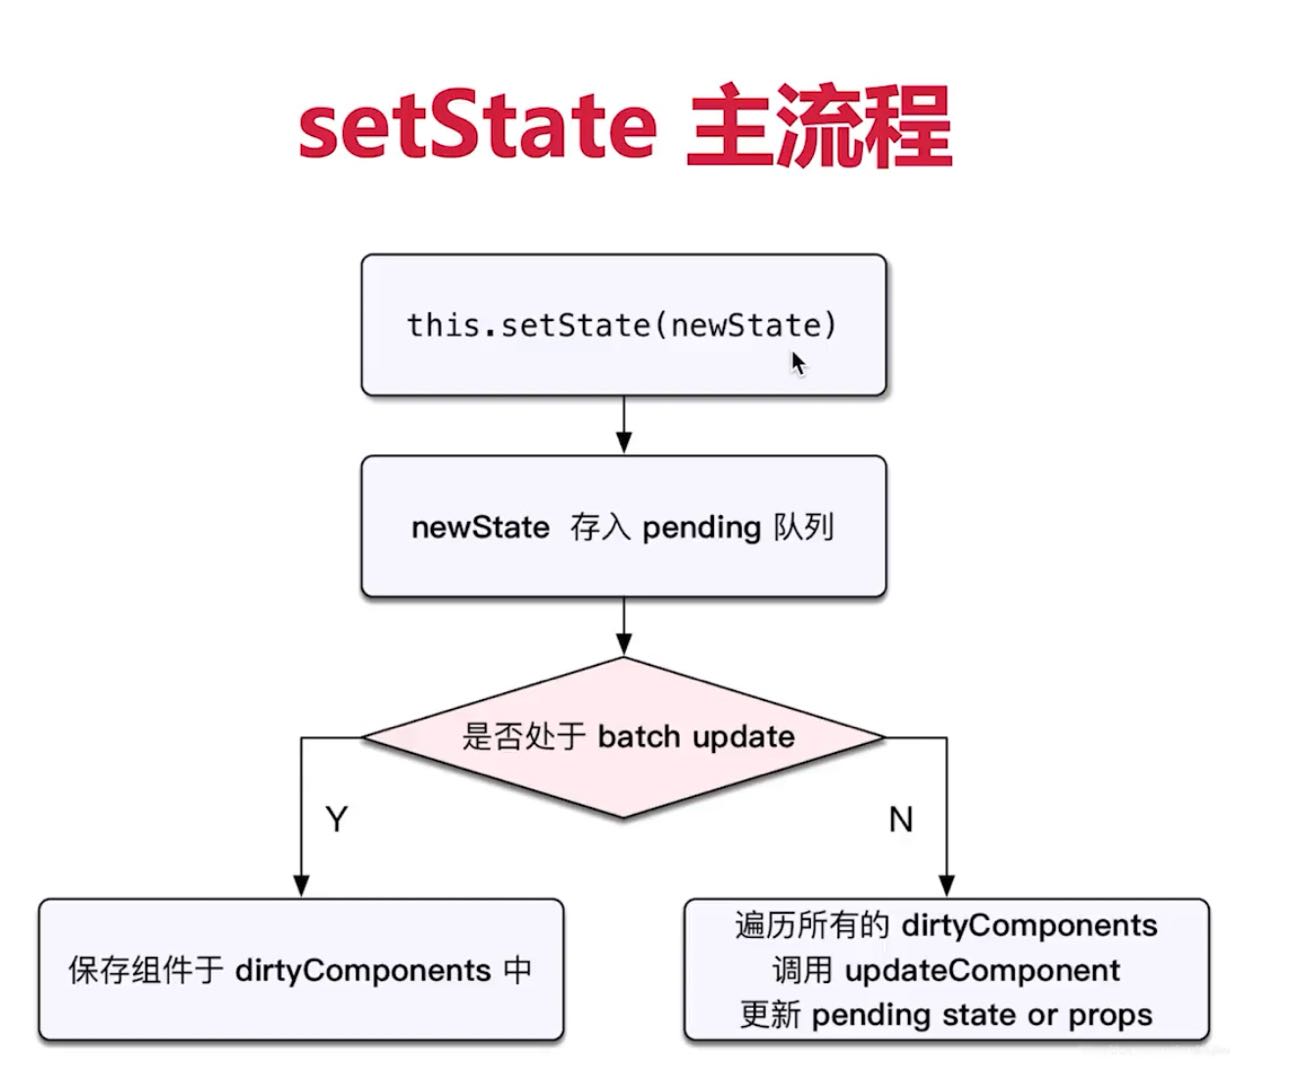 setState 主流程
this.setState(newState)
newState 存入 pending 队列
是否处于 batch update
Y
N
保存组件于 dirtyComponents 中
遍历所有的 dirtyComponents
调用 updateComponent
更新 pending state or props